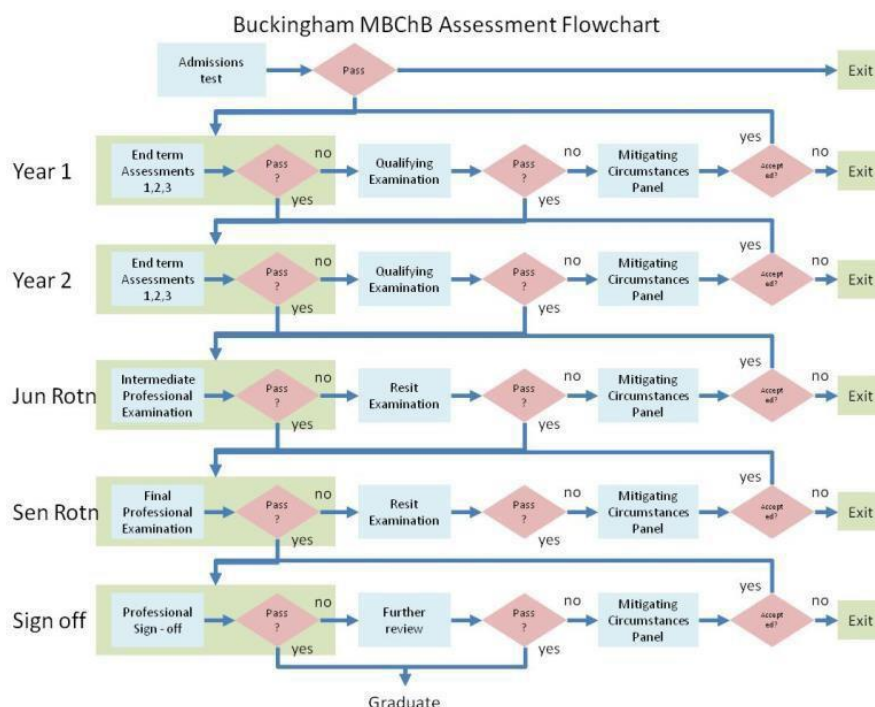 Buckingham MBChB Assessment Flowchart
Admissions
test
Pass
Exit
yes
Year 1
End term
Assessments
1,2,3
Pass
?
no
Qualifying
Examination
Pass
?
no
Mitigating
Circumstances
Panel
Accept
ed?
no
Exit
yes
yes
yes
Year 2
End term
Assessments
1,2,3
Pass
?
no
Qualifying
Examination
Pass
?
no
Mitigating
Circumstances
Panel
Accept
ed?
no
Exit
yes
yes
yes
Jun Rotn
Intermediate
Professional
Examination
Pass
?
no
Resit
Examination
Pass
?
no
Mitigating
Circumstances
Panel
Accept
ed?
no
Exit
yes
yes
yes
Sen Rotn
Final
Professional
Examination
Pass
?
no
Resit
Examination
Pass
?
no
Mitigating
Circumstances
Panel
Accept
ed?
no
Exit
yes
yes
yes
Sign off
Professional
Sign - off
Pass
?
no
Further
review
Pass
?
no
Mitigating
Circumstances
Panel
Accept
ed?
no
Exit
yes
yes
Graduate